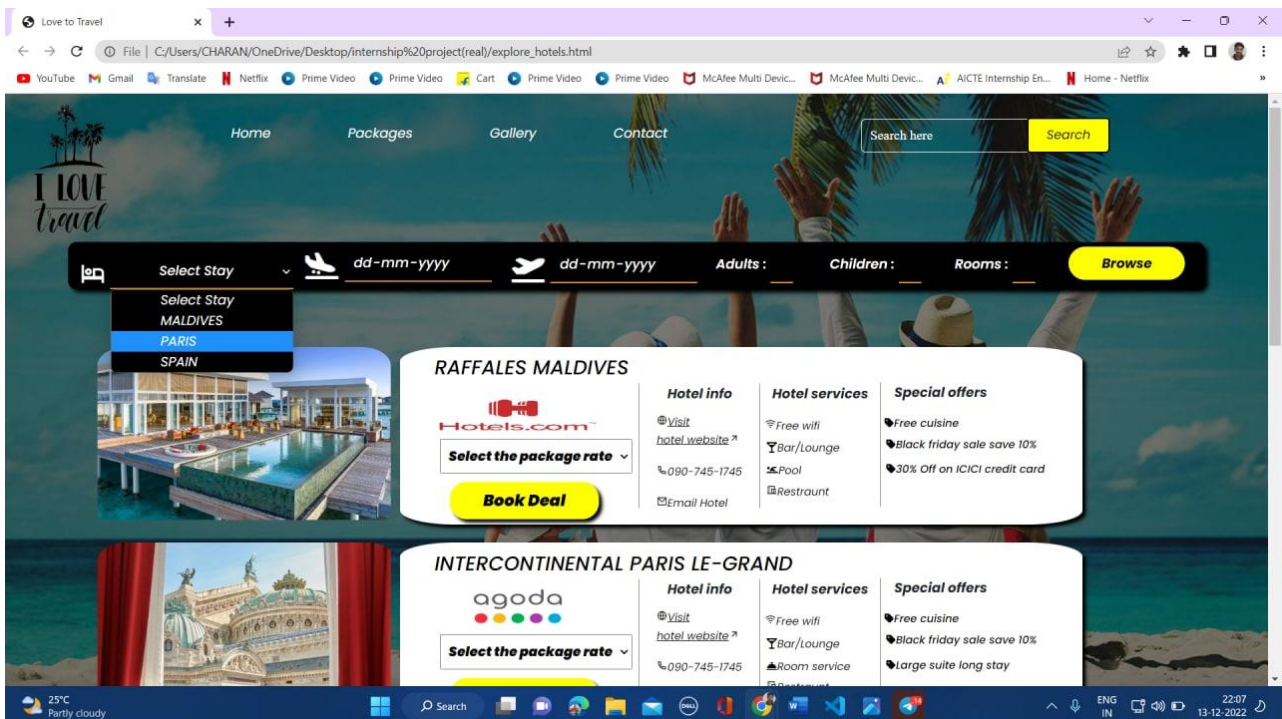 Love to Travel
File | C:/Users/CHARAN/OneDrive/Desktop/internship%20project(real)/explore_hotels.html
YouTube Gmail Translate Netflix Prime Video Prime Video Cart Prime Video Prime Video McAfee Multi Devic... McAfee Multi Devic... AICTE Internship En... Home - Netflix »
Home Packages Gallery Contact Search here Search
I LOVE
travel
Select Stay dd-mm-yyyy dd-mm-yyyy Adults : Children : Rooms : Browse
Select Stay
MALDIVES
PARIS
SPAIN
RAFFALES MALDIVES
Hotels.com
Select the package rate
Book Deal
Hotel info
Visit
hotel website
090-745-1745
Email Hotel
Hotel services
Free wifi
Bar/Lounge
Pool
Restraunt
Special offers
Free cuisine
Black friday sale save 10%
30% Off on ICICI credit card
INTERCONTINENTAL PARIS LE-GRAND
agoda
Select the package rate
Hotel info
Visit
hotel website
090-745-1745
Hotel services
Free wifi
Bar/Lounge
Room service
Restraunt
Special offers
Free cuisine
Black friday sale save 10%
Large suite long stay
25°C
Partly cloudy
Search
DELL
14
ENG
IN
22:07
13-12-2022